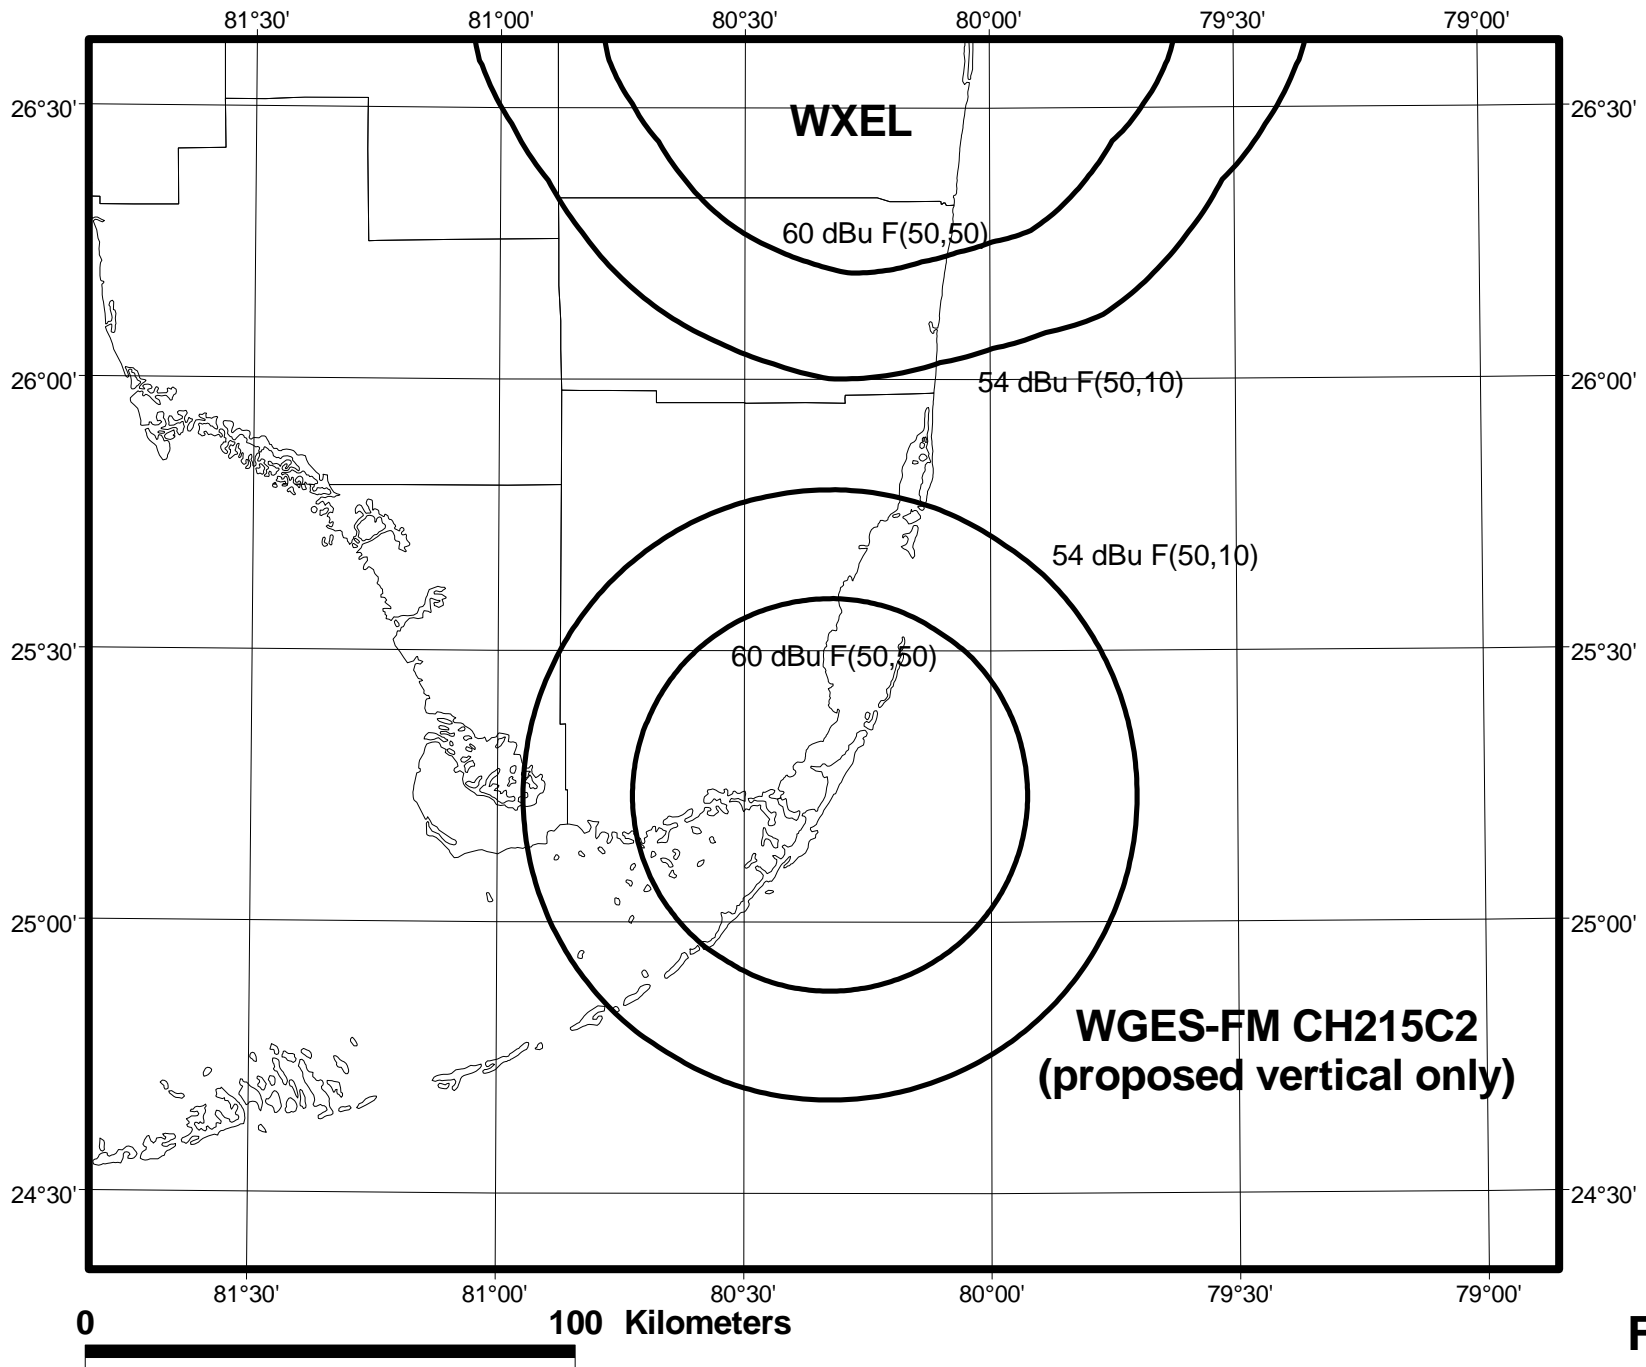 81°30' 81°00' 80°30' 80°00' 79°30' 79°00'
26°30' 26°30'
WXEL
60 dBu F(50,50)
26°00' 26°00'
54 dBu F(50,10)
54 dBu F(50,10)
25°30' 25°30'
60 dBu F(50,50)
25°00' 25°00'
WGES-FM CH215C2
(proposed vertical only)
24°30' 24°30'
81°30' 81°00' 80°30' 80°00' 79°30' 79°00'
0 100 Kilometers